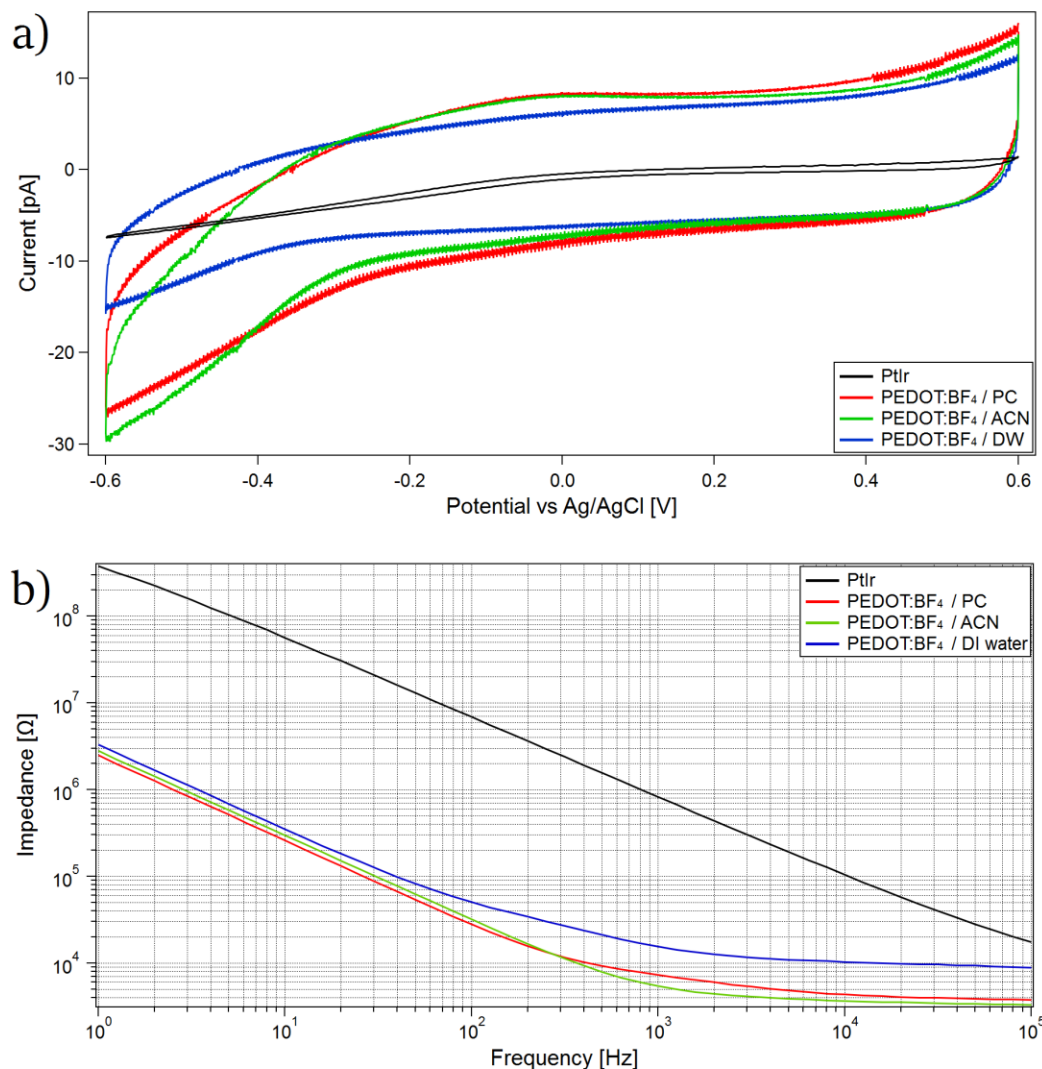 a)
10
0
-10
-20
-30
Current [pA]
-0.6
-0.4
-0.2
0.0
0.2
0.4
0.6
Potential vs Ag/AgCl [V]
PtIr
PEDOT:BF₄ / PC
PEDOT:BF₄ / ACN
PEDOT:BF₄ / DW
b)
10⁸
10⁷
10⁶
10⁵
10⁴
Impedance [Ω]
10⁰
10¹
10²
10³
10⁴
10⁵
Frequency [Hz]
PtIr
PEDOT:BF₄ / PC
PEDOT:BF₄ / ACN
PEDOT:BF₄ / DI water